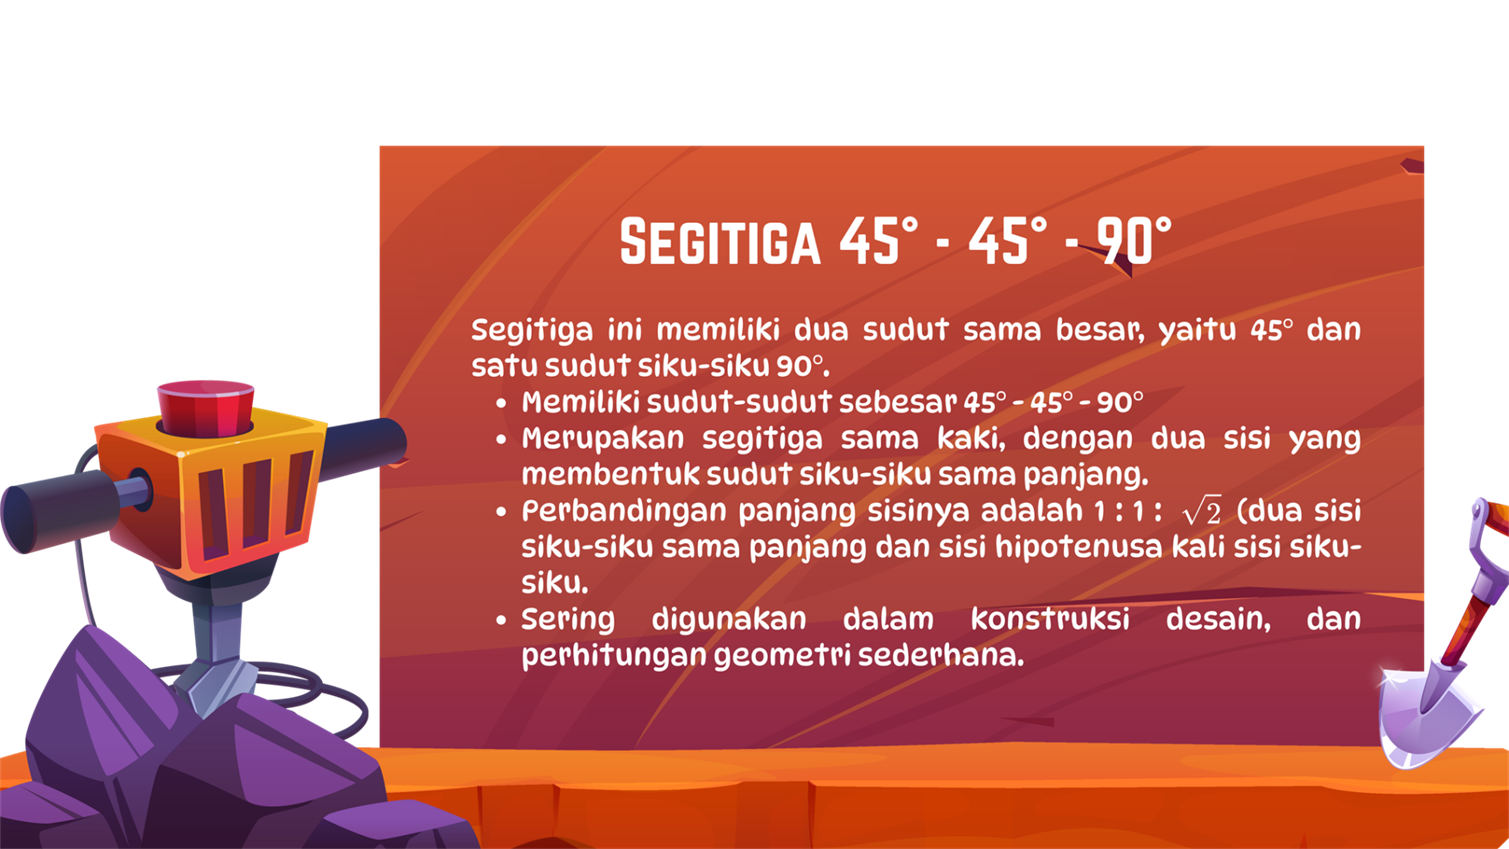 Segitiga 45° - 45° - 90°
Segitiga ini memiliki dua sudut sama besar, yaitu 45° dan
satu sudut siku-siku 90°.
• Memiliki sudut-sudut sebesar 45° - 45° - 90°
• Merupakan segitiga sama kaki, dengan dua sisi yang
membentuk sudut siku-siku sama panjang.
• Perbandingan panjang sisinya adalah 1 : 1 : √2 (dua sisi
siku-siku sama panjang dan sisi hipotenusa kali sisi siku-
siku.
• Sering digunakan dalam konstruksi desain, dan
perhitungan geometri sederhana.